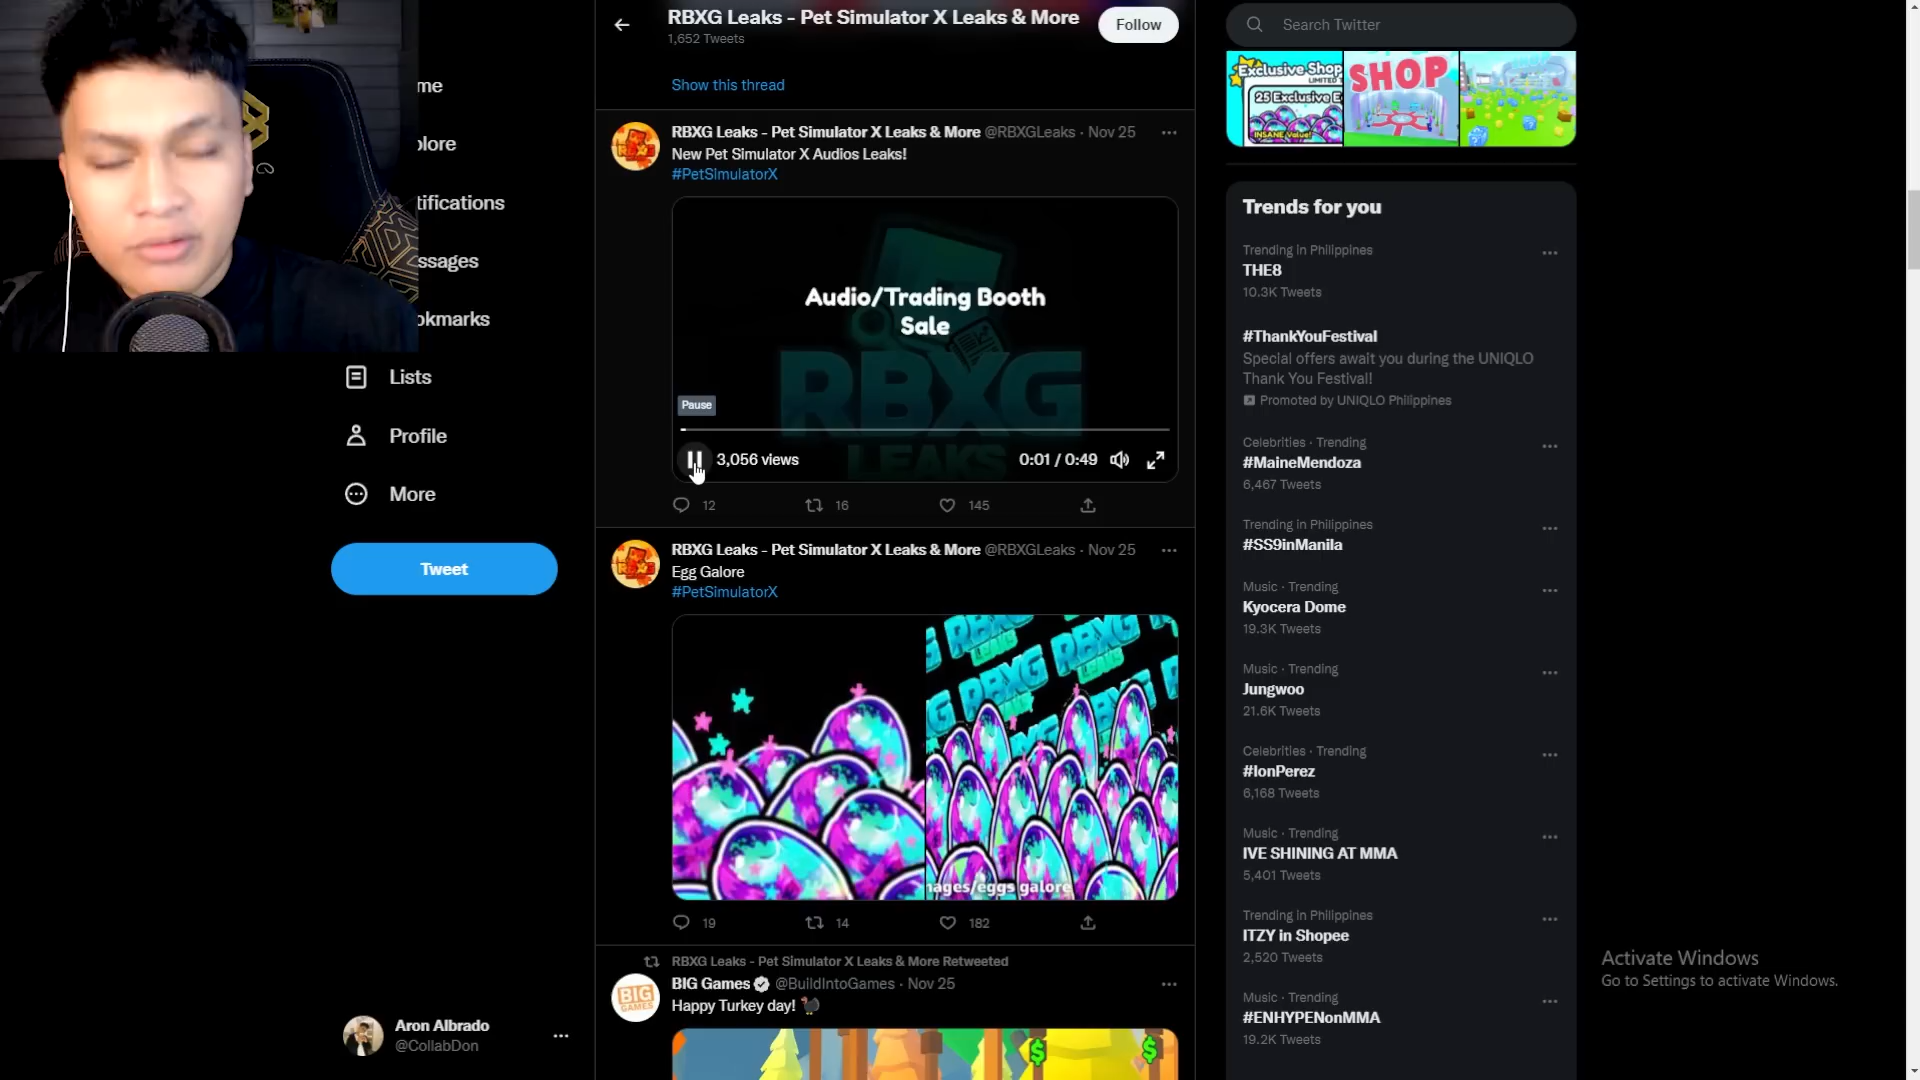 RBXG Leaks - Pet Simulator X Leaks & More
1,652 Tweets
Follow
Search Twitter
me
plore
tifications
ssages
okmarks
Lists
Profile
More
Tweet
Aron Albrado
@CollabDon
Show this thread
RBXG Leaks - Pet Simulator X Leaks & More @RBXGLeaks · Nov 25
New Pet Simulator X Audios Leaks!
#PetSimulatorX
Audio/Trading Booth
Sale
RBXG
LEAKS
Pause
3,056 views
0:01 / 0:49
12
16
145
RBXG Leaks - Pet Simulator X Leaks & More @RBXGLeaks · Nov 25
Egg Galore
#PetSimulatorX
RBXG
nages/eggs galore
19
14
182
RBXG Leaks - Pet Simulator X Leaks & More Retweeted
BIG Games @BuildIntoGames · Nov 25
BIG
GAMES
Happy Turkey day!
Exclusive Shop
LIMITED T
25 Exclusive E
INSANE Value!
SHOP
Trends for you
Trending in Philippines
THE8
10.3K Tweets
#ThankYouFestival
Special offers await you during the UNIQLO
Thank You Festival!
Promoted by UNIQLO Philippines
Celebrities · Trending
#MaineMendoza
6,467 Tweets
Trending in Philippines
#SS9inManila
Music · Trending
Kyocera Dome
19.3K Tweets
Music · Trending
Jungwoo
21.6K Tweets
Celebrities · Trending
#IonPerez
6,168 Tweets
Music · Trending
IVE SHINING AT MMA
5,401 Tweets
Trending in Philippines
ITZY in Shopee
2,520 Tweets
Music · Trending
#ENHYPENonMMA
19.2K Tweets
Activate Windows
Go to Settings to activate Windows.